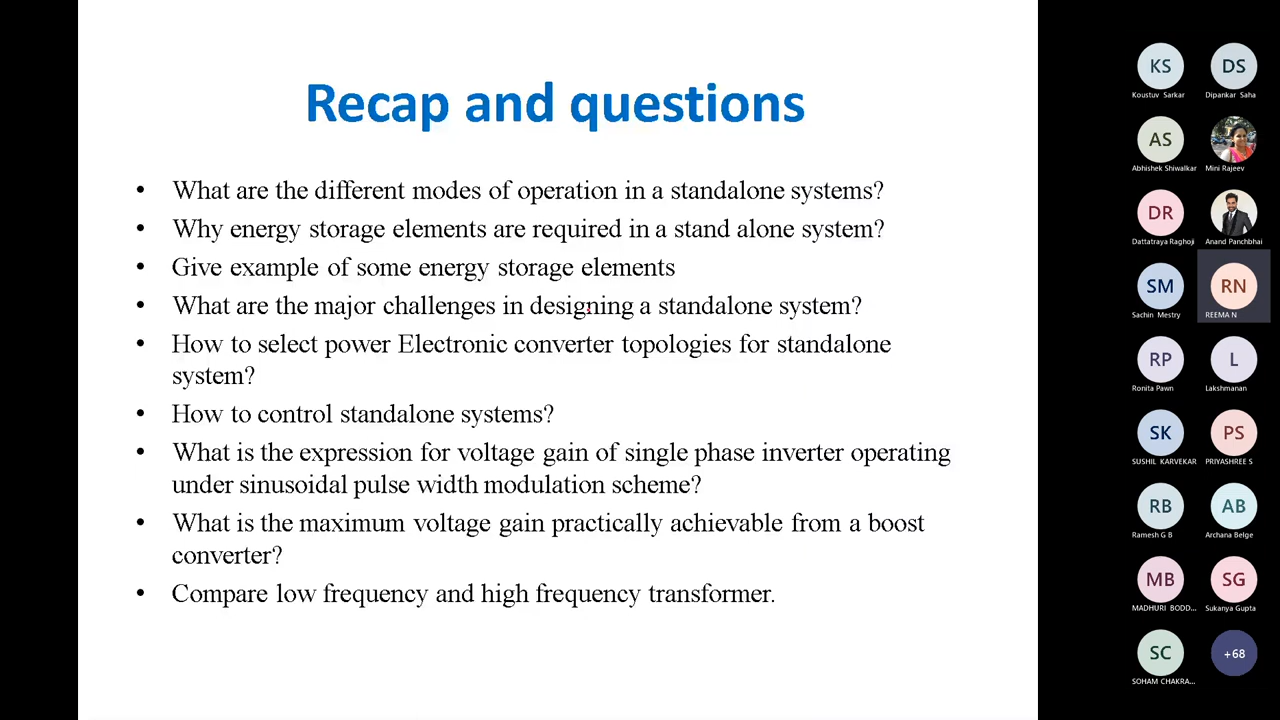 Recap and questions
• What are the different modes of operation in a standalone systems?
• Why energy storage elements are required in a stand alone system?
• Give example of some energy storage elements
• What are the major challenges in designing a standalone system?
• How to select power Electronic converter topologies for standalone
system?
• How to control standalone systems?
• What is the expression for voltage gain of single phase inverter operating
under sinusoidal pulse width modulation scheme?
• What is the maximum voltage gain practically achievable from a boost
converter?
• Compare low frequency and high frequency transformer.
KS DS
Koustuv Sarkar Dipankar Saha
AS
Abhishek Shiwalkar Mini Rajeev
DR
Dattatraya Raghoji Anand Panchbhai
SM RN
Sachin Mestry REEMA N
RP L
Ronita Pawn Lakshmanan
SK PS
SUSHIL KARVEKAR PRIYASHREE S
RB AB
Ramesh G B Archana Belge
MB SG
MADHURI BODD... Sukanya Gupta
SC +68
SOHAM CHAKRA...